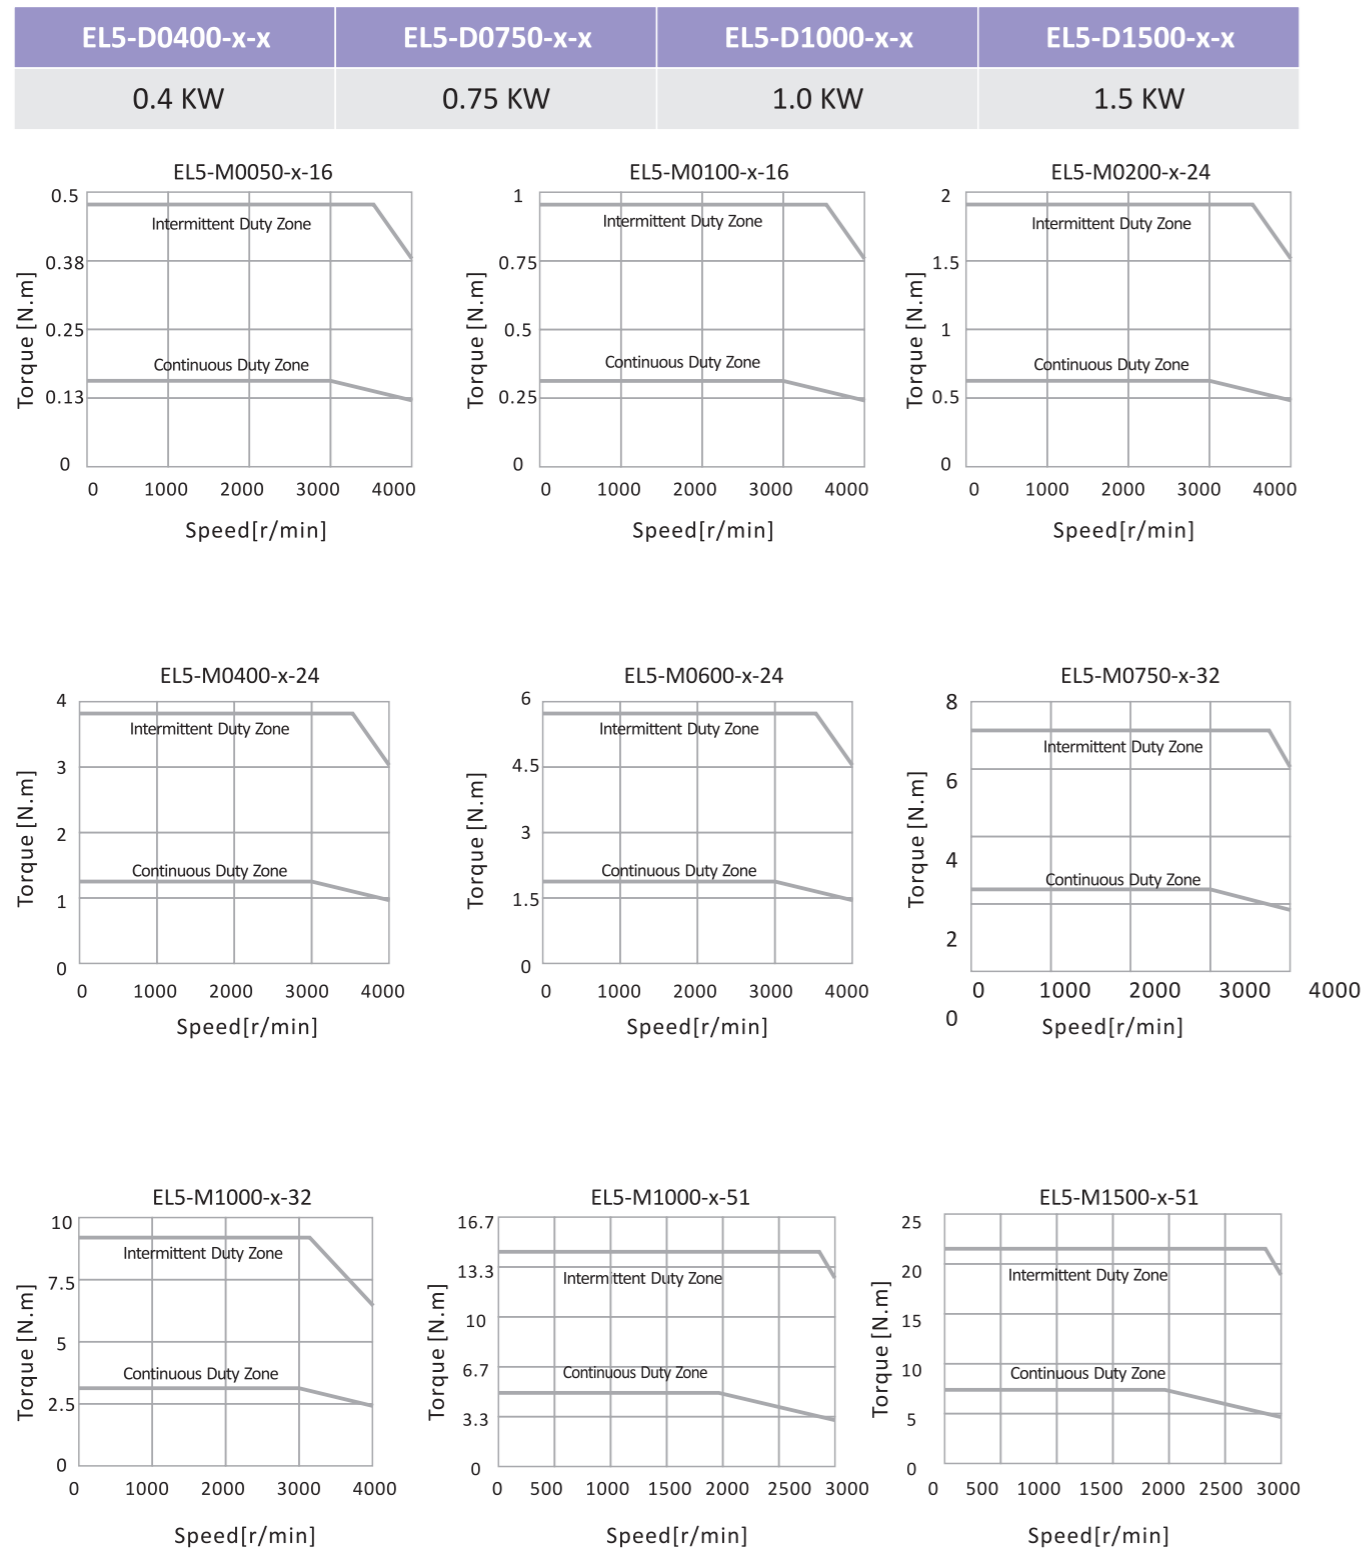 EL5-D0400-x-x EL5-D0750-x-x EL5-D1000-x-x EL5-D1500-x-x
0.4 KW 0.75 KW 1.0 KW 1.5 KW
EL5-M0050-x-16
0.5
Intermittent Duty Zone
0.38
Torque [N.m]
0.25
Continuous Duty Zone
0.13
0
0 1000 2000 3000 4000
Speed[r/min]
EL5-M0100-x-16
1
Intermittent Duty Zone
0.75
Torque [N.m]
0.5
Continuous Duty Zone
0.25
0
0 1000 2000 3000 4000
Speed[r/min]
EL5-M0200-x-24
2
Intermittent Duty Zone
1.5
Torque [N.m]
1
Continuous Duty Zone
0.5
0
0 1000 2000 3000 4000
Speed[r/min]
EL5-M0400-x-24
4
Intermittent Duty Zone
3
Torque [N.m]
2
Continuous Duty Zone
1
0
0 1000 2000 3000 4000
Speed[r/min]
EL5-M0600-x-24
6
Intermittent Duty Zone
4.5
Torque [N.m]
3
Continuous Duty Zone
1.5
0
0 1000 2000 3000 4000
Speed[r/min]
EL5-M0750-x-32
8
Intermittent Duty Zone
6
Torque [N.m]
4
Continuous Duty Zone
2
0 1000 2000 3000 4000
0
Speed[r/min]
EL5-M1000-x-32
10
Intermittent Duty Zone
7.5
Torque [N.m]
5
Continuous Duty Zone
2.5
0
0 1000 2000 3000 4000
Speed[r/min]
EL5-M1000-x-51
16.7
13.3
Intermittent Duty Zone
Torque [N.m]
10
6.7
Continuous Duty Zone
3.3
0
0 500 1000 1500 2000 2500 3000
Speed[r/min]
EL5-M1500-x-51
25
20
Intermittent Duty Zone
Torque [N.m]
15
10
Continuous Duty Zone
5
0
0 500 1000 1500 2000 2500 3000
Speed[r/min]